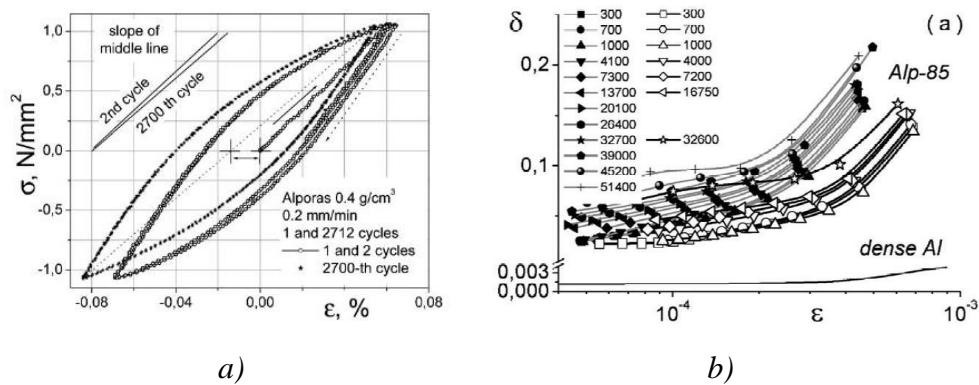 1,0
0,5
0,0
-0,5
-1,0
σ, N/mm²
slope of
middle line
2nd cycle
2700 -th cycle
Alporas 0.4 g/cm³
0.2 mm/min
1 and 2712 cycles
1 and 2 cycles
2700-th cycle
-0,08
-0,04
0,00
0,04
0,08
ε, %
a)
δ
0,2
0,1
0,003
0,000
300
700
1000
4100
7300
13700
20100
26400
32700
39000
45200
51400
300
700
1000
4000
7200
16750
32600
(a)
Alp-85
dense Al
10⁻⁴
ε
10⁻³
b)